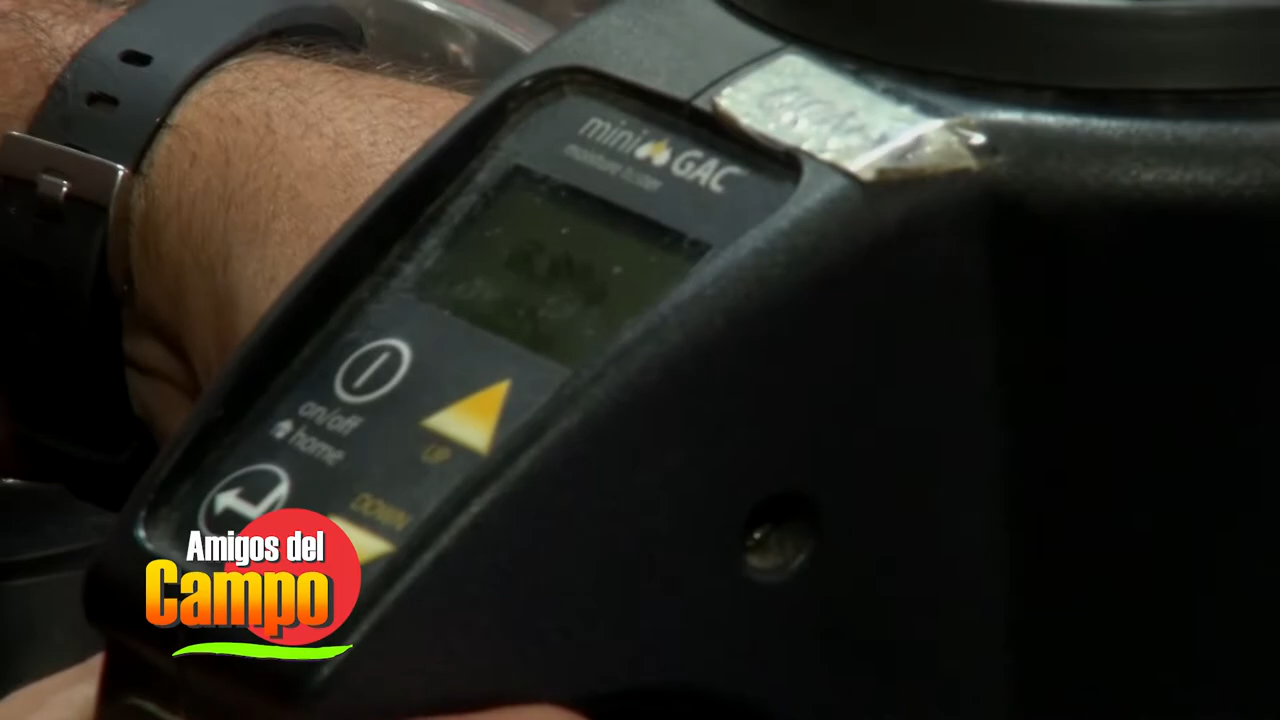 mini GAC
moisture tester
on/off
home
UP
DOWN
Amigos del
Campo